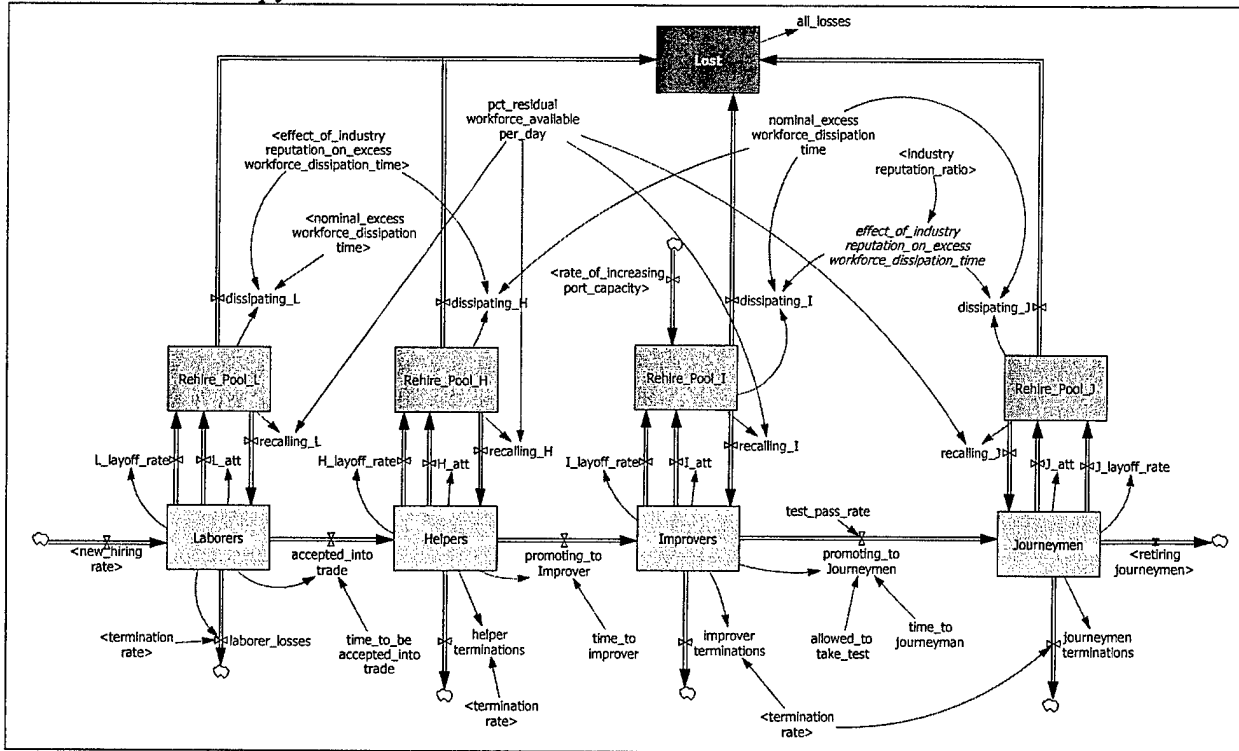 all_losses
Lost
pct_residual
workforce_available
per_day
nominal_excess
workforce_dissipation
time
<effect_of_industry
reputation_on_excess
workforce_dissipation_time>
<industry
reputation_ratio>
<nominal_excess
workforce_dissipation
time>
effect_of_industry
reputation_on_excess
workforce_dissipation_time
<rate_of_increasing
port_capacity>
dissipating_L
dissipating_H
dissipating_I
dissipating_J
Rehire_Pool_L
Rehire_Pool_H
Rehire_Pool_I
Rehire_Pool_J
recalling_L
recalling_H
recalling_I
recalling_J
L_layoff_rate
L_att
H_layoff_rate
H_att
I_layoff_rate
I_att
J_att
J_layoff_rate
test_pass_rate
Laborers
Helpers
Improvers
Journeymen
<new_hiring
rate>
accepted_into
trade
promoting_to
Improver
promoting_to
Journeymen
<retiring
journeymen>
<termination
rate>
laborer_losses
time_to_be
accepted_into
trade
helper
terminations
time_to
improver
improver
terminations
allowed_to
take_test
time_to
journeyman
journeymen
terminations
<termination
rate>
<termination
rate>